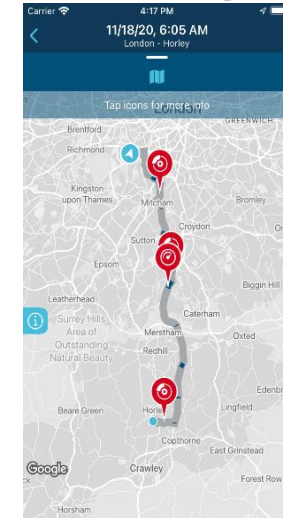 Carrier 4:17 PM
11/18/20, 6:05 AM
London - Horley
Tap icons for more info
London
GREENWICH
Brentford
Richmond
Kingston
upon Thames
Mitcham
Bromley
Croydon
Sutton
Epsom
Biggin Hill
Leatherhead
Caterham
Surrey Hills
Area of
Outstanding
Natural Beauty
Merstham
Oxted
Redhill
Edenb
Beare Green
Horley
Lingfield
Copthorne
East Grinstead
Google
Crawley
Forest Row
Horsham